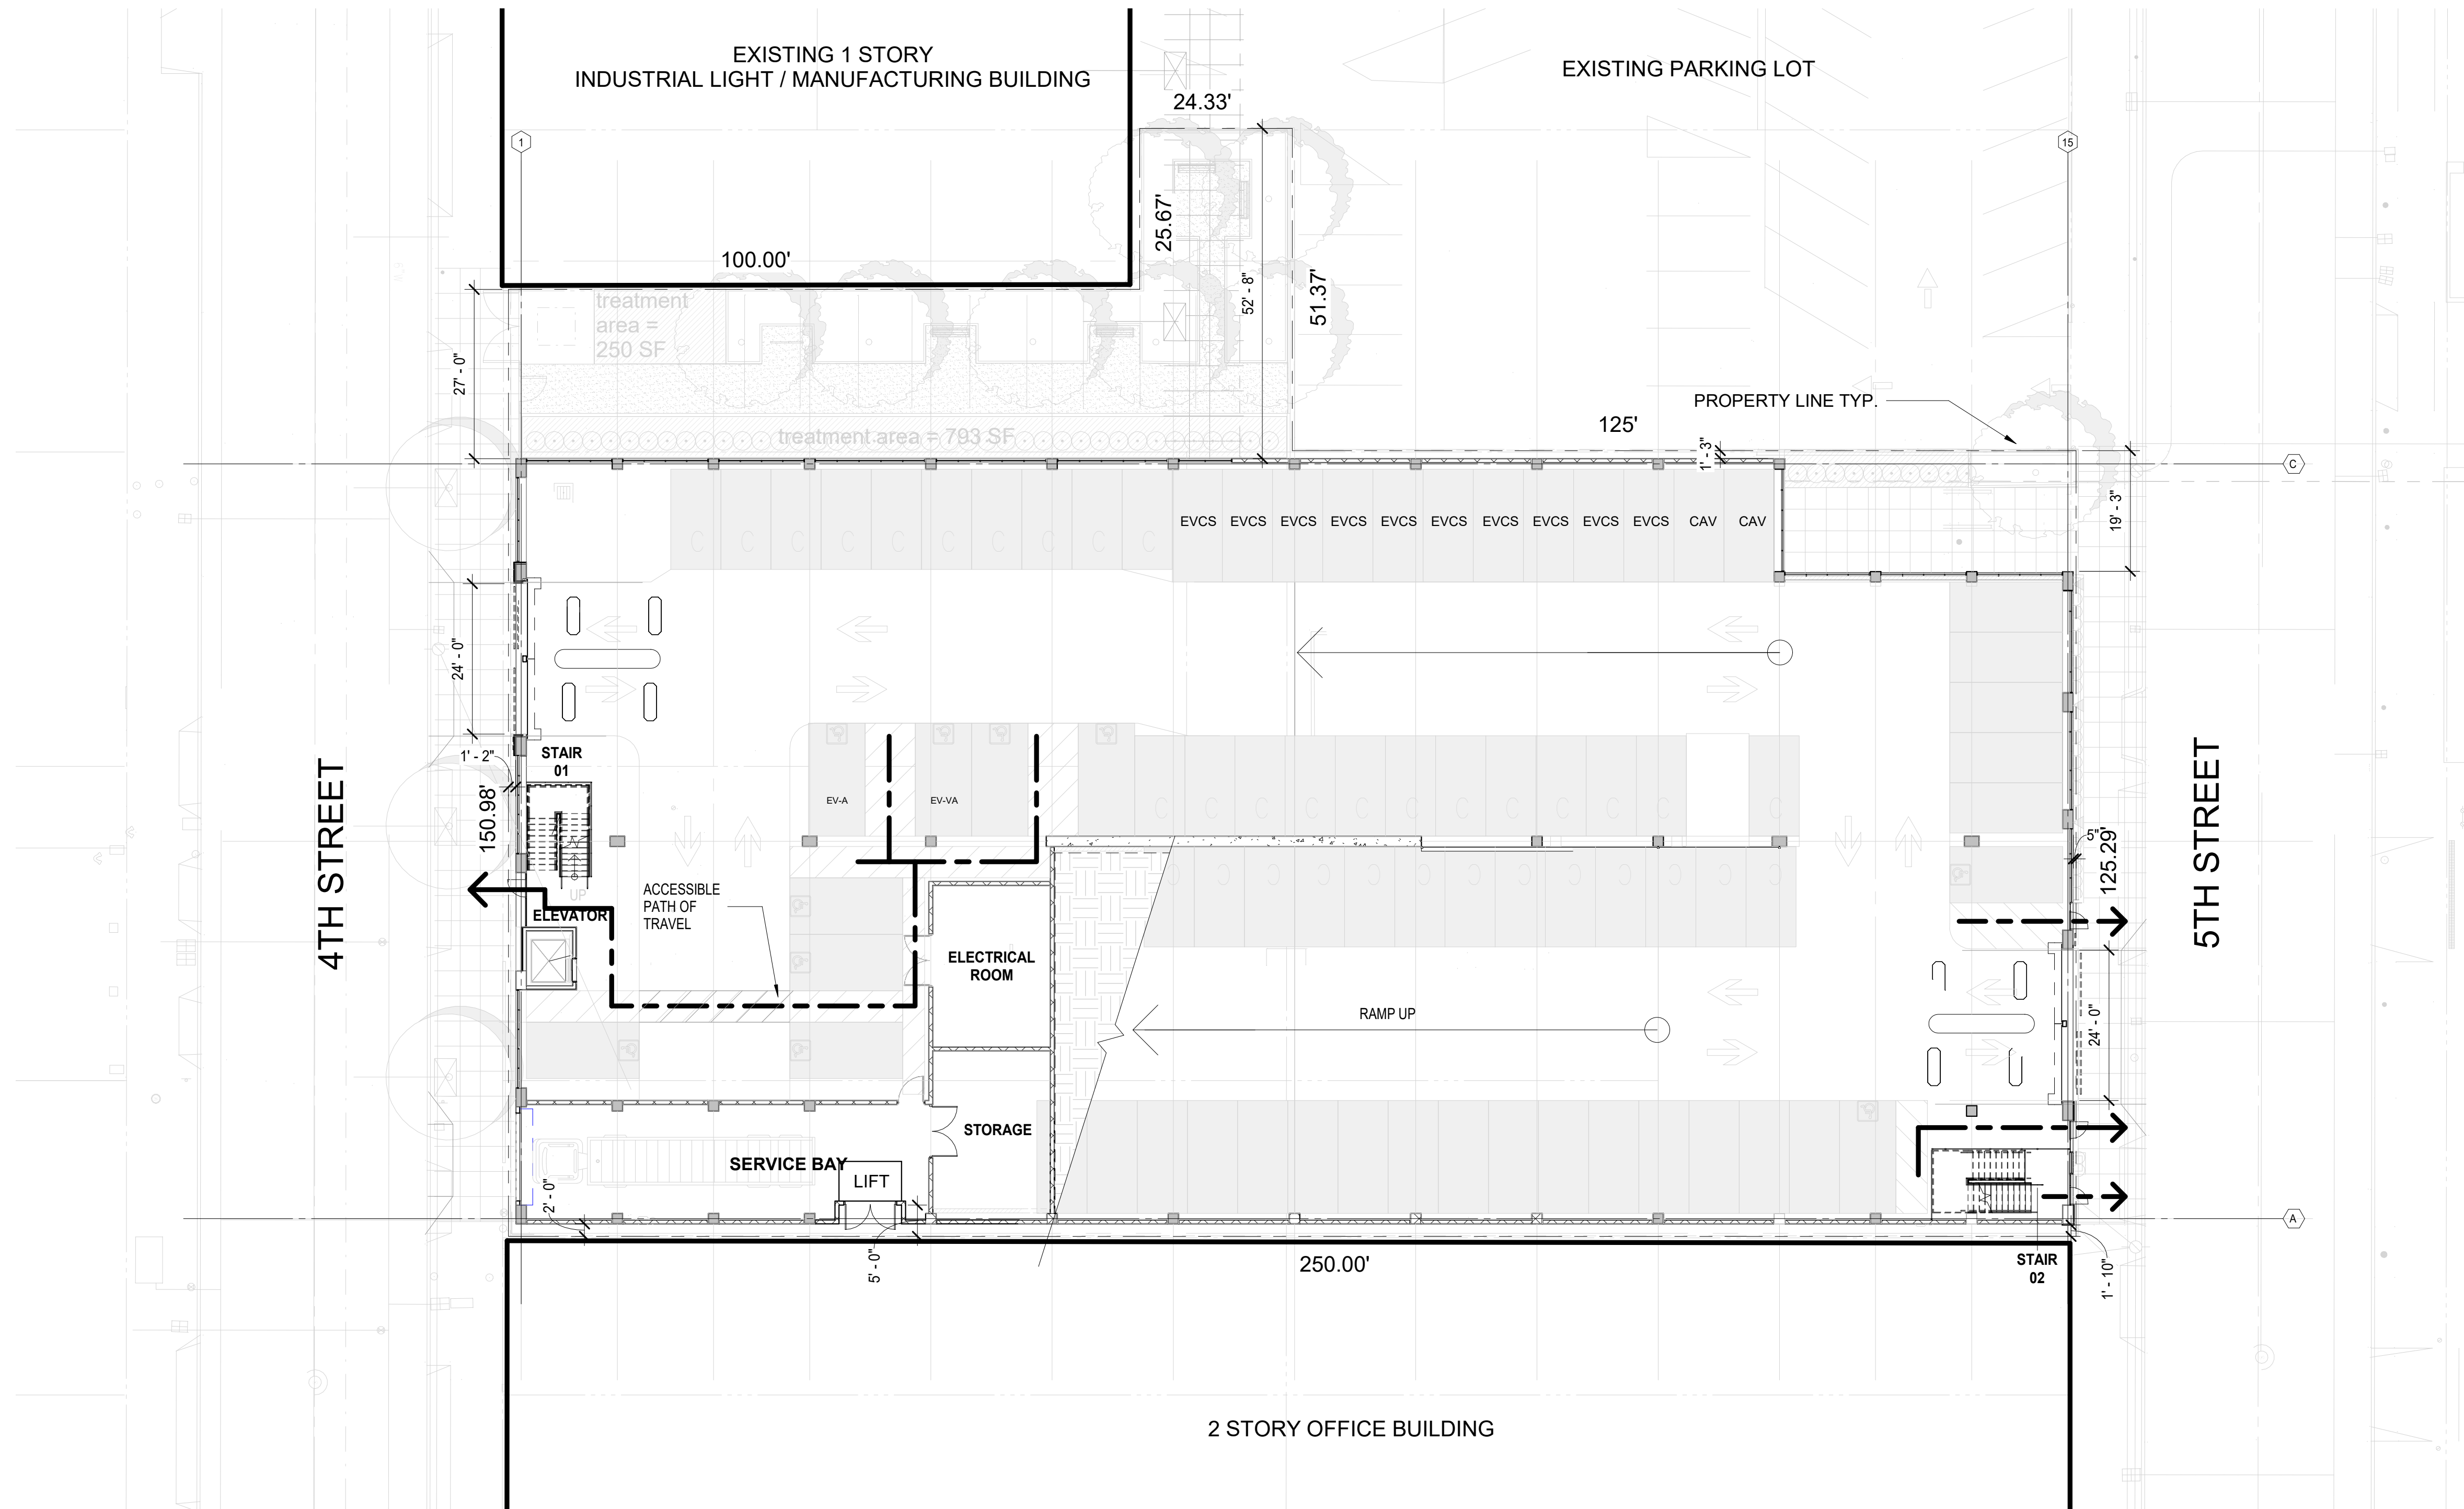 EXISTING 1 STORY
INDUSTRIAL LIGHT / MANUFACTURING BUILDING
EXISTING PARKING LOT
24.33'
1
15
25.67'
100.00'
52' - 8"
51.37'
treatment
area =
250 SF
27' - 0"
PROPERTY LINE TYP.
125'
treatment area = 793 SF
1' - 3"
C
19' - 3"
EVCS EVCS EVCS EVCS EVCS EVCS EVCS EVCS EVCS EVCS CAV CAV
C C C C C C C C C C
24' - 0"
1' - 2"
STAIR
01
4TH STREET
150.98'
EV-A
EV-VA
C C C C C C C C C C C C
5"
125.29'
5TH STREET
C C C C C C C C C C C
UP
ELEVATOR
ACCESSIBLE
PATH OF
TRAVEL
ELECTRICAL
ROOM
RAMP UP
24' - 0"
STORAGE
SERVICE BAY
LIFT
2' - 0"
A
5' - 0"
250.00'
STAIR
02
1' - 10"
2 STORY OFFICE BUILDING